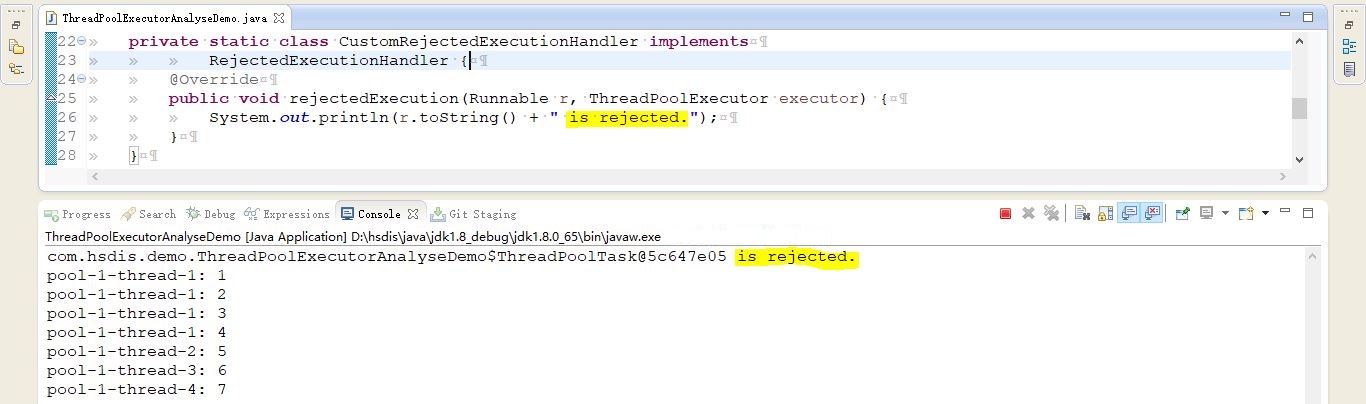 ThreadPoolExecutorAnalyseDemo.java
22 private static class CustomRejectedExecutionHandler implements
23 RejectedExecutionHandler {
24 @Override
25 public void rejectedExecution(Runnable r, ThreadPoolExecutor executor) {
26 System.out.println(r.toString() + " is rejected.");
27 }
28 }
Progress Search Debug Expressions Console Git Staging
ThreadPoolExecutorAnalyseDemo [Java Application] D:\hsdis\java\jdk1.8_debug\jdk1.8.0_65\bin\javaw.exe
com.hsdis.demo.ThreadPoolExecutorAnalyseDemo$ThreadPoolTask@5c647e05 is rejected.
pool-1-thread-1: 1
pool-1-thread-1: 2
pool-1-thread-1: 3
pool-1-thread-1: 4
pool-1-thread-2: 5
pool-1-thread-3: 6
pool-1-thread-4: 7